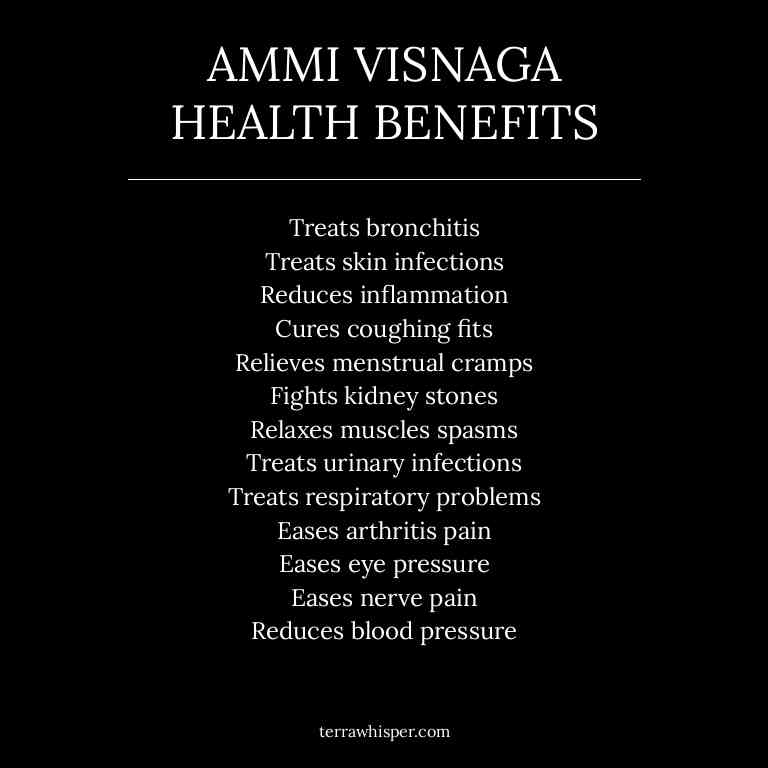 AMMI VISNAGA
HEALTH BENEFITS
Treats bronchitis
Treats skin infections
Reduces inflammation
Cures coughing fits
Relieves menstrual cramps
Fights kidney stones
Relaxes muscles spasms
Treats urinary infections
Treats respiratory problems
Eases arthritis pain
Eases eye pressure
Eases nerve pain
Reduces blood pressure
terrawhisper.com